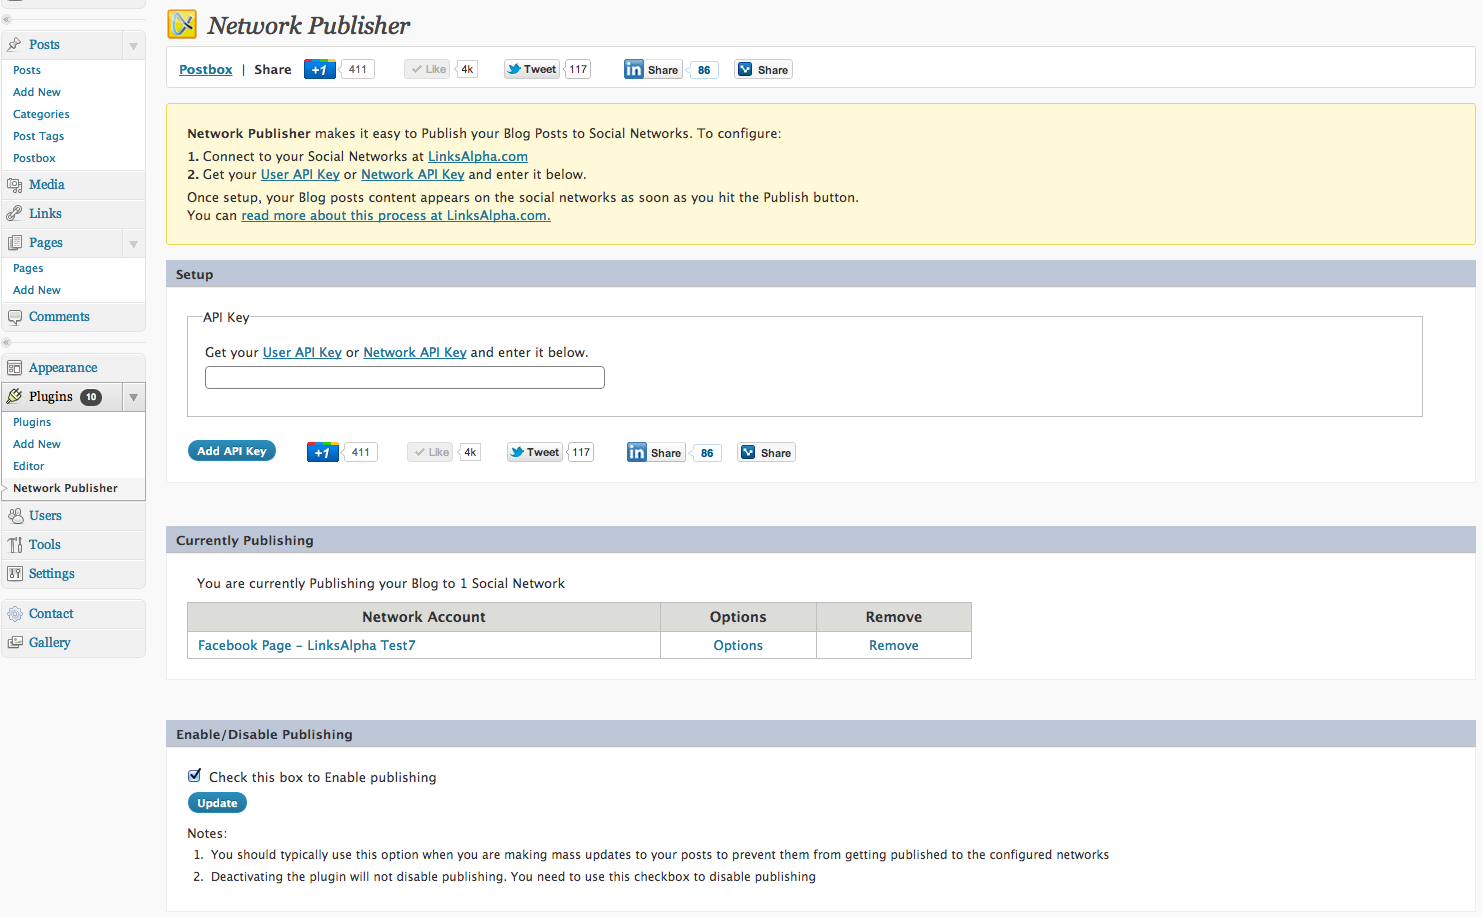 Posts
Posts
Add New
Categories
Post Tags
Postbox
Media
Links
Pages
Pages
Add New
Comments
Appearance
Plugins 10
Plugins
Add New
Editor
Network Publisher
Users
Tools
Settings
Contact
Gallery
Network Publisher
Postbox | Share +1 411 Like 4k Tweet 117 in Share 86 Share
Network Publisher makes it easy to Publish your Blog Posts to Social Networks. To configure:
1. Connect to your Social Networks at LinksAlpha.com
2. Get your User API Key or Network API Key and enter it below.
Once setup, your Blog posts content appears on the social networks as soon as you hit the Publish button.
You can read more about this process at LinksAlpha.com.
Setup
API Key
Get your User API Key or Network API Key and enter it below.
Add API Key +1 411 Like 4k Tweet 117 in Share 86 Share
Currently Publishing
You are currently Publishing your Blog to 1 Social Network
Network Account Options Remove
Facebook Page - LinksAlpha Test7 Options Remove
Enable/Disable Publishing
Check this box to Enable publishing
Update
Notes:
1. You should typically use this option when you are making mass updates to your posts to prevent them from getting published to the configured networks
2. Deactivating the plugin will not disable publishing. You need to use this checkbox to disable publishing